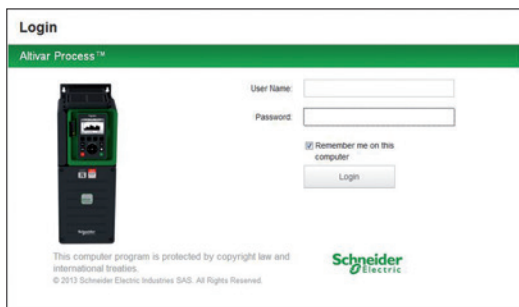 Login
Altivar Process™
User Name:
Password:
Remember me on this
computer
Login
This computer program is protected by copyright law and
international treaties.
© 2013 Schneider Electric Industries SAS. All Rights Reserved.
Schneider
Electric